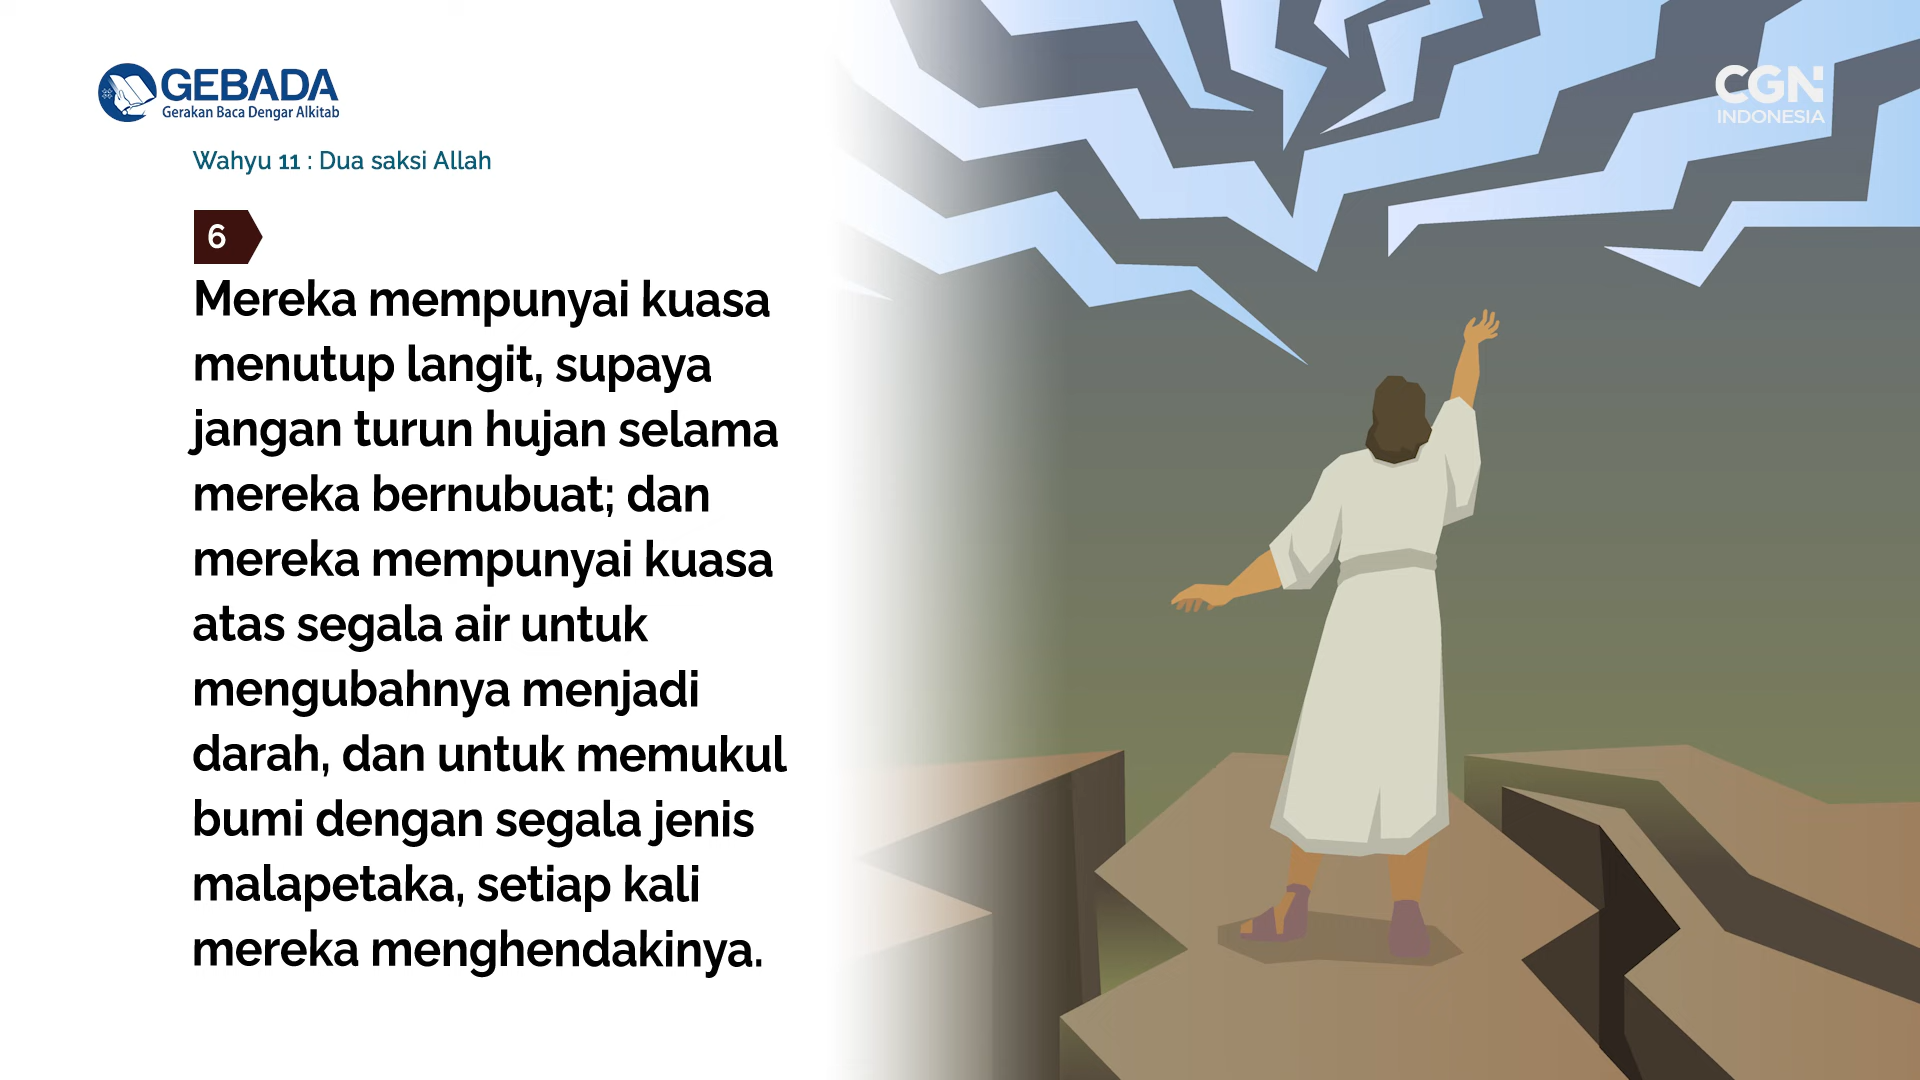 GEBADA
Gerakan Baca Dengar Alkitab
CGN
INDONESIA
Wahyu 11 : Dua saksi Allah
6
Mereka mempunyai kuasa
menutup langit, supaya
jangan turun hujan selama
mereka bernubuat; dan
mereka mempunyai kuasa
atas segala air untuk
mengubahnya menjadi
darah, dan untuk memukul
bumi dengan segala jenis
malapetaka, setiap kali
mereka menghendakinya.